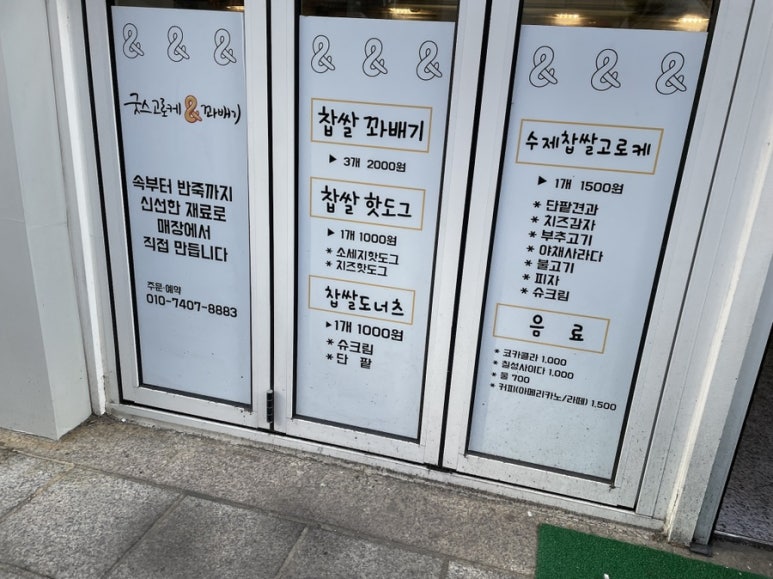 굿스고로케&꽈배기
속부터 반죽까지
신선한 재료로
매장에서
직접 만듭니다
주문·예약
010-7407-8883
& & &
찹쌀 꽈배기
▶ 3개 2000원
찹쌀 핫도그
▶ 1개 1000원
* 소세지핫도그
* 치즈핫도그
찹쌀도너츠
▶1개 1000원
* 슈크림
* 단 팥
& & &
수제찹쌀고로케
▶ 1개 1500원
* 단팥견과
* 치즈감자
* 부추고기
* 야채사라다
* 불고기
* 피자
* 슈크림
음 료
* 코카콜라 1.000
* 칠성사이다 1.000
* 물 700
* 커피(아메리카노/라떼) 1.500